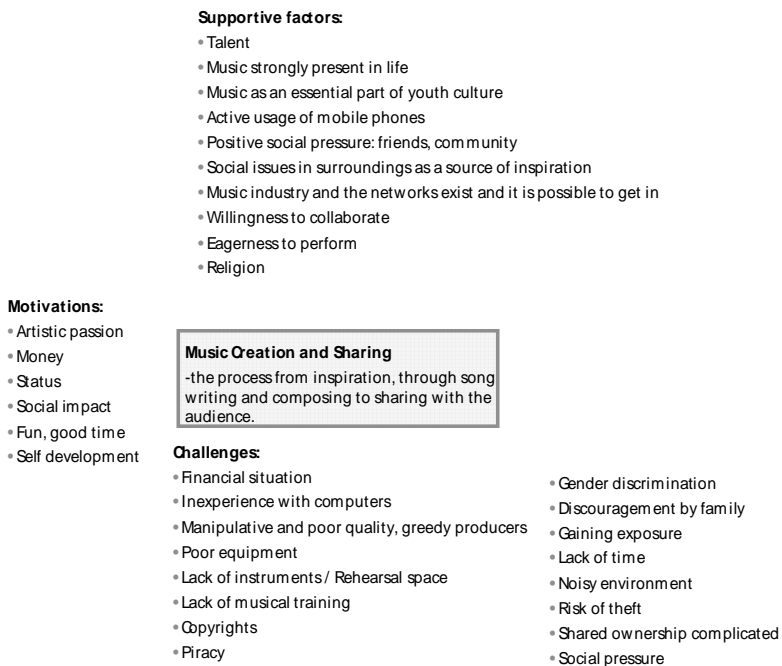 Supportive factors:
• Talent
• Music strongly present in life
• Music as an essential part of youth culture
• Active usage of mobile phones
• Positive social pressure: friends, community
• Social issues in surroundings as a source of inspiration
• Music industry and the networks exist and it is possible to get in
• Willingness to collaborate
• Eagerness to perform
• Religion
Motivations:
• Artistic passion
• Money
• Status
• Social impact
• Fun, good time
• Self development
Music Creation and Sharing
-the process from inspiration, through song
writing and composing to sharing with the
audience.
Challenges:
• Financial situation
• Inexperience with computers
• Manipulative and poor quality, greedy producers
• Poor equipment
• Lack of instruments / Rehearsal space
• Lack of musical training
• Copyrights
• Piracy
• Gender discrimination
• Discouragement by family
• Gaining exposure
• Lack of time
• Noisy environment
• Risk of theft
• Shared ownership complicated
• Social pressure